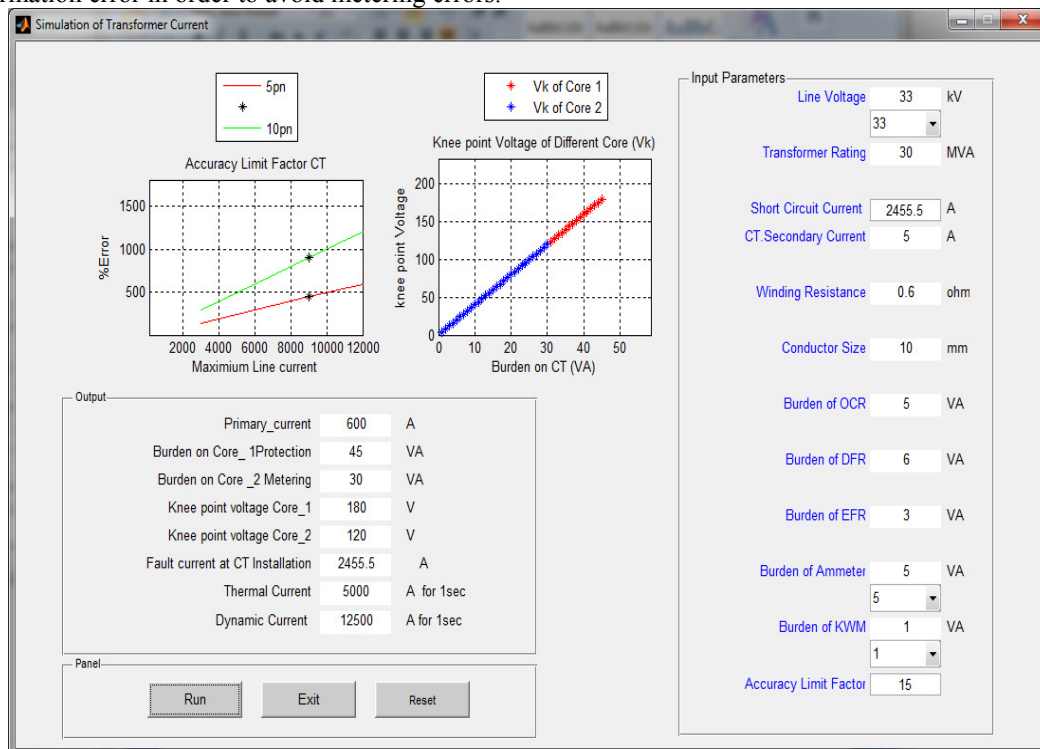 rmation error in order to avoid metering errors.
Simulation of Transformer Current
5pn
10pn
Accuracy Limit Factor CT
1500
1000
500
%Error
2000 4000 6000 8000 10000 12000
Maximium Line current
Vk of Core 1
Vk of Core 2
Knee point Voltage of Different Core (Vk)
200
150
100
50
0
knee point Voltage
0 10 20 30 40 50
Burden on CT (VA)
Output
Primary_current 600 A
Burden on Core_ 1Protection 45 VA
Burden on Core _2 Metering 30 VA
Knee point voltage Core_1 180 V
Knee point voltage Core_2 120 V
Fault current at CT Installation 2455.5 A
Thermal Current 5000 A for 1sec
Dynamic Current 12500 A for 1sec
Panel
Run Exit Reset
Input Parameters
Line Voltage 33 kV
33
Transformer Rating 30 MVA
Short Circuit Current 2455.5 A
CT.Secondary Current 5 A
Winding Resistance 0.6 ohm
Conductor Size 10 mm
Burden of OCR 5 VA
Burden of DFR 6 VA
Burden of EFR 3 VA
Burden of Ammeter 5 VA
5
Burden of KWM 1 VA
1
Accuracy Limit Factor 15